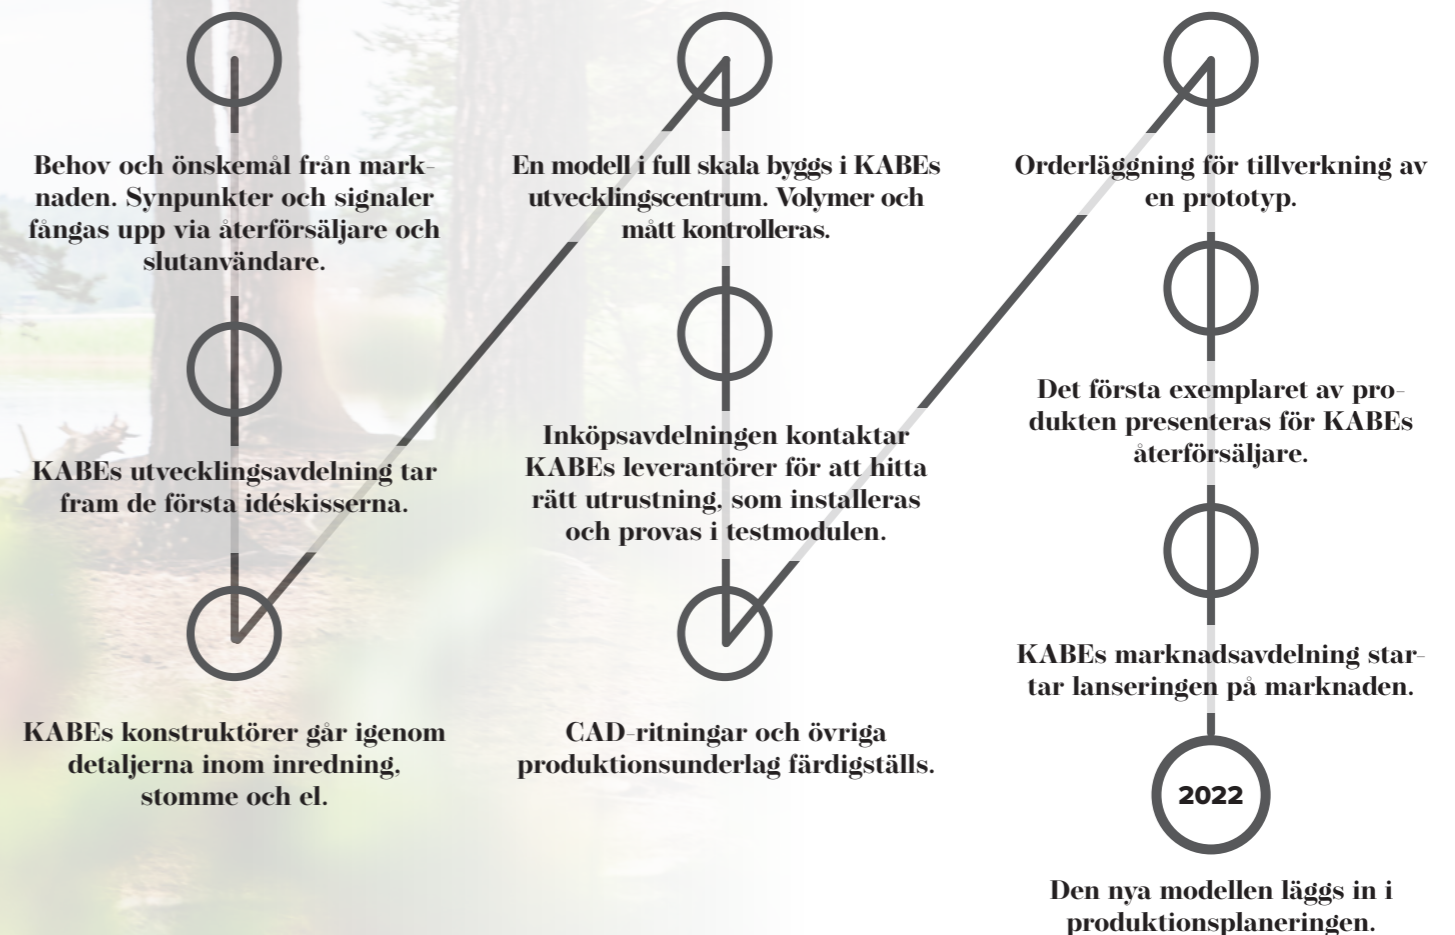 Behov och önskemål från mark-
naden. Synpunkter och signaler
fångas upp via återförsäljare och
slutanvändare.
KABEs utvecklingsavdelning tar
fram de första idéskisserna.
KABEs konstruktörer går igenom
detaljerna inom inredning,
stomme och el.
En modell i full skala byggs i KABEs
utvecklingscentrum. Volymer och
mått kontrolleras.
Inköpsavdelningen kontaktar
KABEs leverantörer för att hitta
rätt utrustning, som installeras
och provas i testmodulen.
CAD-ritningar och övriga
produktionsunderlag färdigställs.
Orderläggning för tillverkning av
en prototyp.
Det första exemplaret av pro-
dukten presenteras för KABEs
återförsäljare.
KABEs marknadsavdelning star-
tar lanseringen på marknaden.
2022
Den nya modellen läggs in i
produktionsplaneringen.